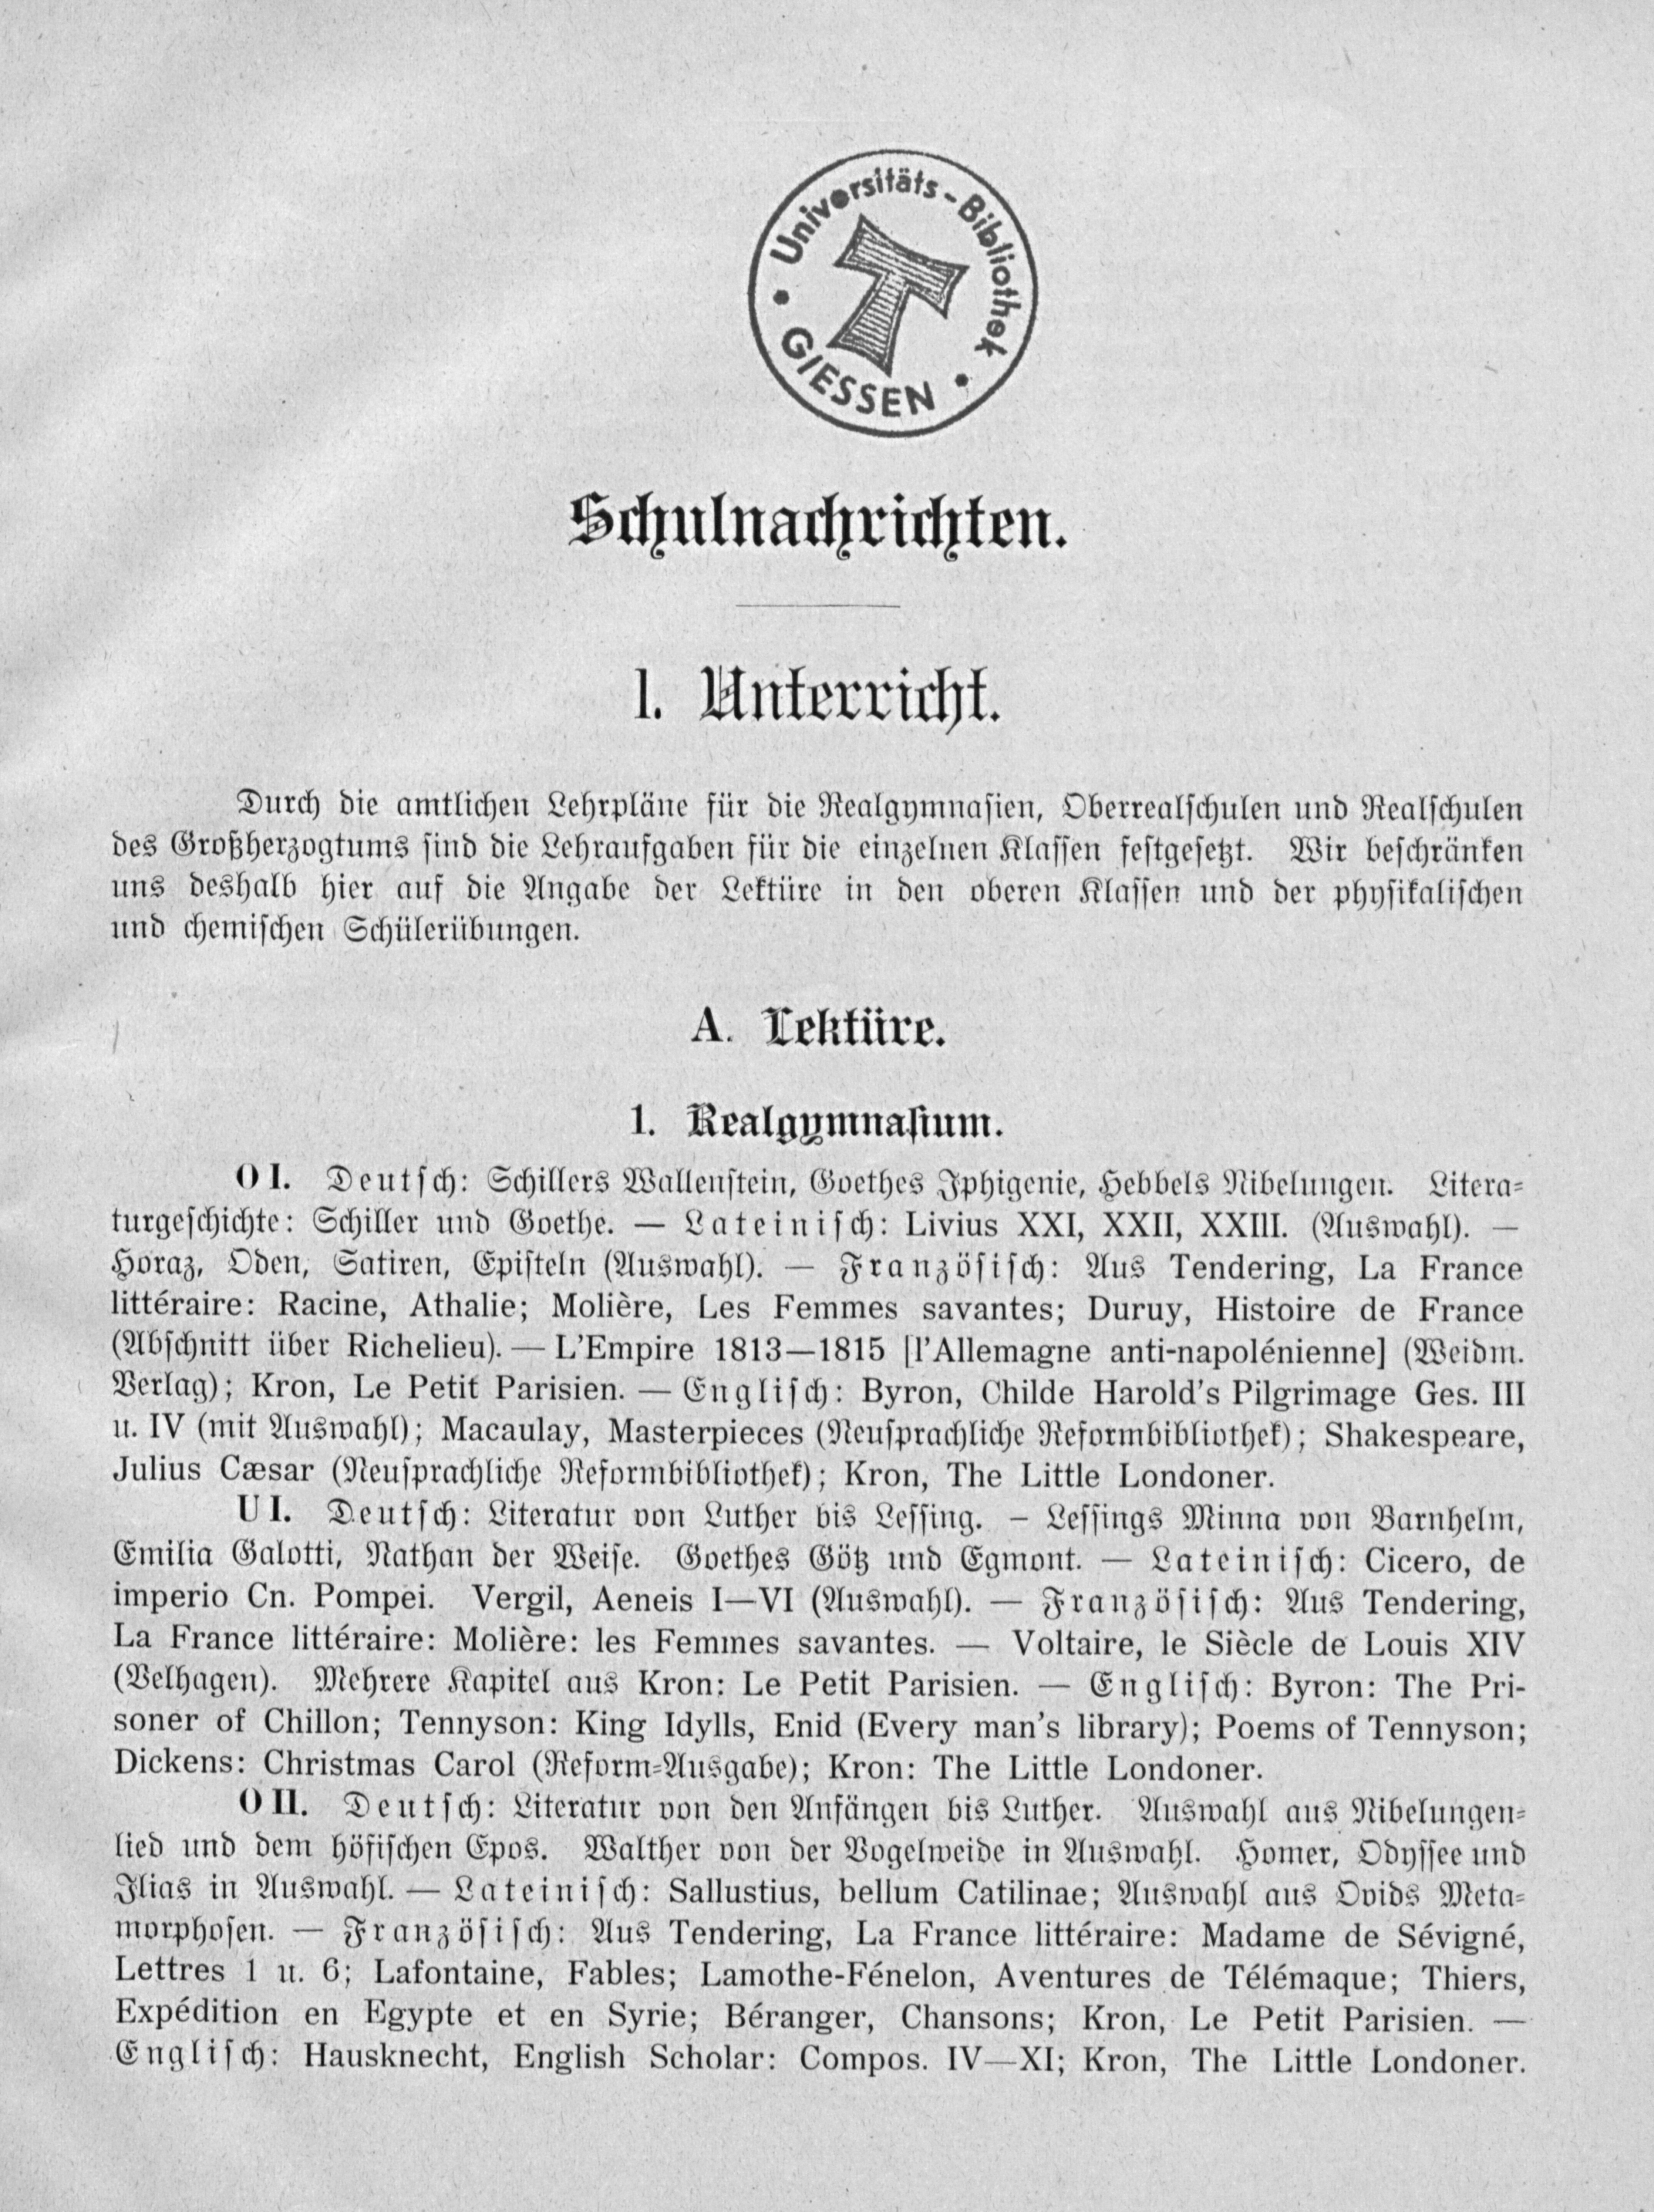 Universitäts-Bibliothek
GIESSEN
Schulnachrichten.
1. Unterricht.
Durch die amtlichen Lehrpläne für die Realgymnasien, Oberrealschulen und Realschulen
des Großherzogtums sind die Lehraufgaben für die einzelnen Klassen festgesetzt. Wir beschränken
uns deshalb hier auf die Angabe der Lektüre in den oberen Klassen und der physikalischen
und chemischen Schülerübungen.
A. Lektüre.
1. Realgymnasium.
O I. Deutsch: Schillers Wallenstein, Goethes Iphigenie, Hebbels Nibelungen. Litera-
turgeschichte: Schiller und Goethe. — Lateinisch: Livius XXI, XXII, XXIII. (Auswahl). —
Horaz, Oden, Satiren, Episteln (Auswahl). — Französisch: Aus Tendering, La France
littéraire: Racine, Athalie; Molière, Les Femmes savantes; Duruy, Histoire de France
(Abschnitt über Richelieu). — L'Empire 1813—1815 [l'Allemagne anti-napolénienne] (Weidm.
Verlag); Kron, Le Petit Parisien. — Englisch: Byron, Childe Harold's Pilgrimage Ges. III
u. IV (mit Auswahl); Macaulay, Masterpieces (Neusprachliche Reformbibliothek); Shakespeare,
Julius Cæsar (Neusprachliche Reformbibliothek); Kron, The Little Londoner.
U I. Deutsch: Literatur von Luther bis Lessing. – Lessings Minna von Barnhelm,
Emilia Galotti, Nathan der Weise. Goethes Götz und Egmont. — Lateinisch: Cicero, de
imperio Cn. Pompei. Vergil, Aeneis I—VI (Auswahl). — Französisch: Aus Tendering,
La France littéraire: Molière: les Femmes savantes. — Voltaire, le Siècle de Louis XIV
(Velhagen). Mehrere Kapitel aus Kron: Le Petit Parisien. — Englisch: Byron: The Pri-
soner of Chillon; Tennyson: King Idylls, Enid (Every man's library); Poems of Tennyson;
Dickens: Christmas Carol (Reform-Ausgabe); Kron: The Little Londoner.
O II. Deutsch: Literatur von den Anfängen bis Luther. Auswahl aus Nibelungen-
lied und dem höfischen Epos. Walther von der Vogelweide in Auswahl. Homer, Odyssee und
Ilias in Auswahl. — Lateinisch: Sallustius, bellum Catilinae; Auswahl aus Ovids Meta-
morphosen. — Französisch: Aus Tendering, La France littéraire: Madame de Sévigné,
Lettres 1 u. 6; Lafontaine, Fables; Lamothe-Fénelon, Aventures de Télémaque; Thiers,
Expédition en Egypte et en Syrie; Béranger, Chansons; Kron, Le Petit Parisien. —
Englisch: Hausknecht, English Scholar: Compos. IV—XI; Kron, The Little Londoner.